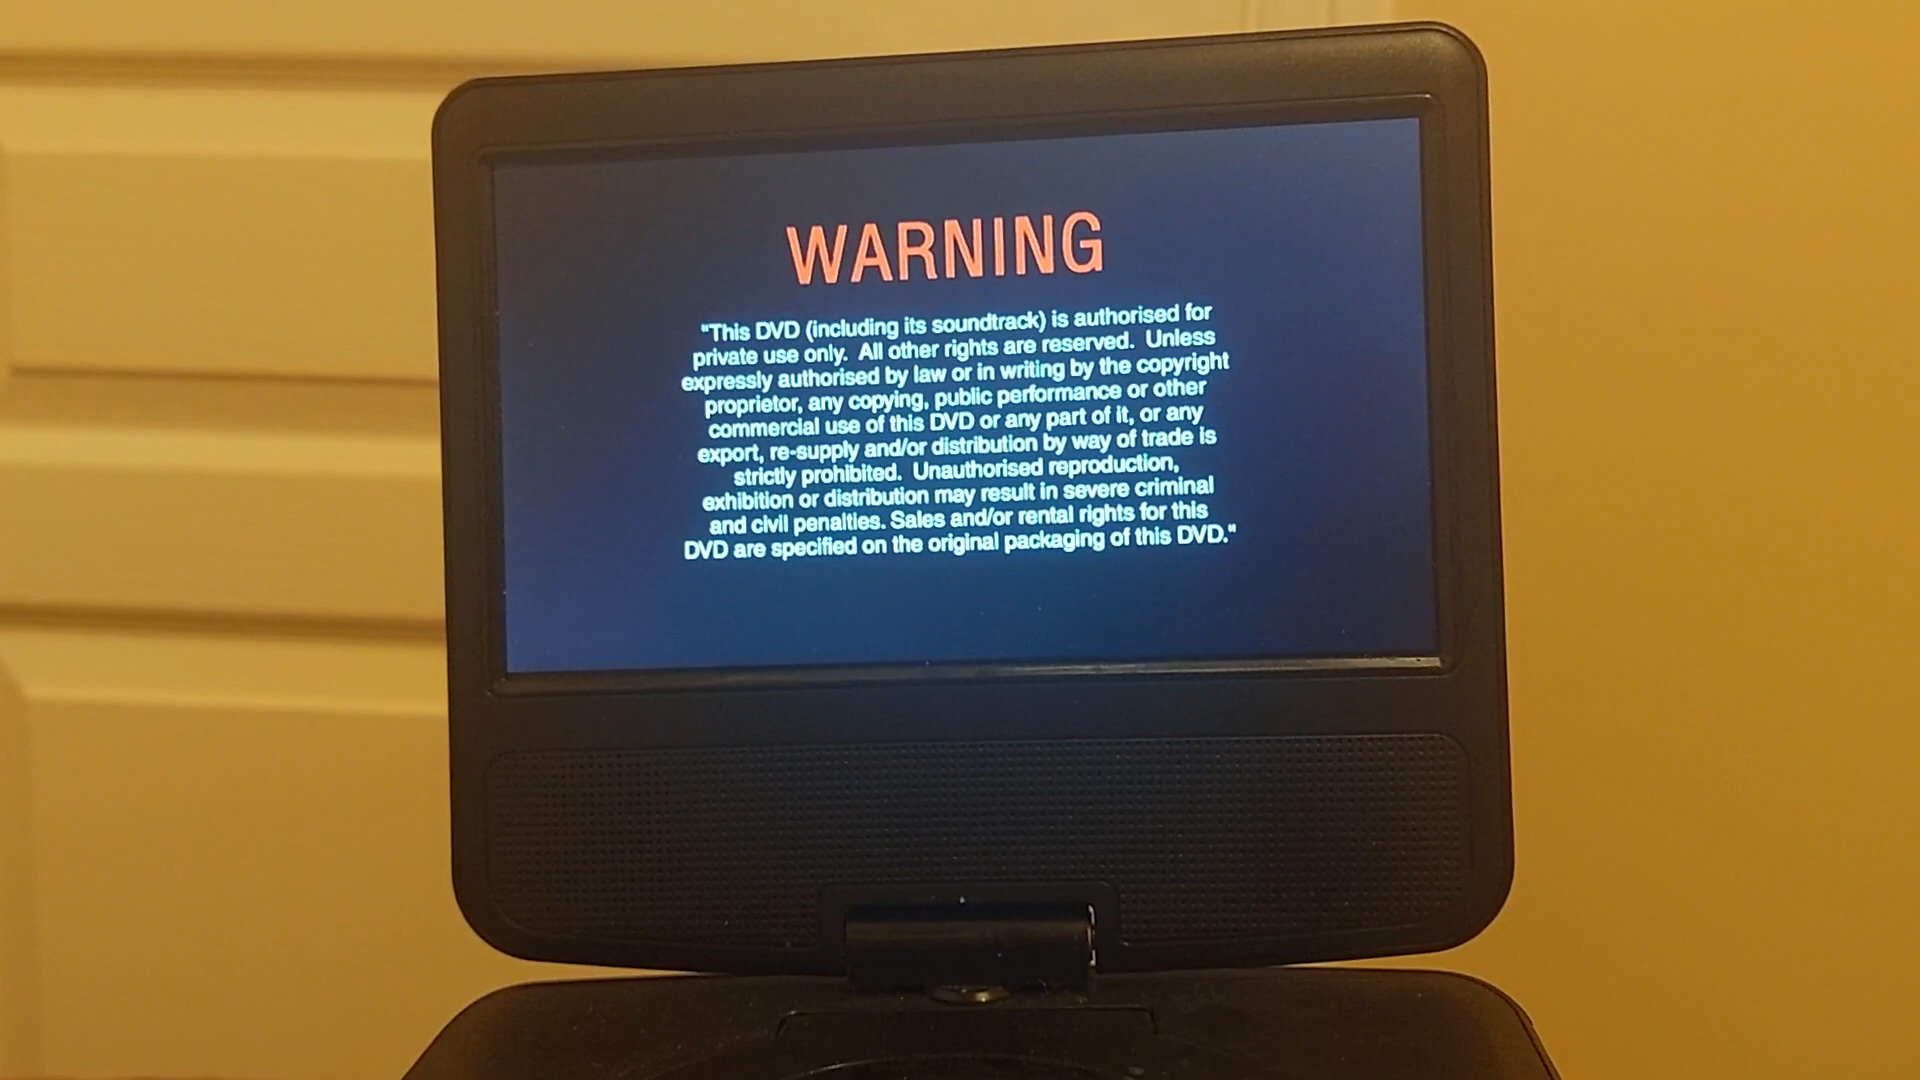 WARNING
"This DVD (including its soundtrack) is authorised for
private use only.  All other rights are reserved.  Unless
expressly authorised by law or in writing by the copyright
proprietor, any copying, public performance or other
commercial use of this DVD or any part of it, or any
export, re-supply and/or distribution by way of trade is
strictly prohibited.  Unauthorised reproduction,
exhibition or distribution may result in severe criminal
and civil penalties. Sales and/or rental rights for this
DVD are specified on the original packaging of this DVD."